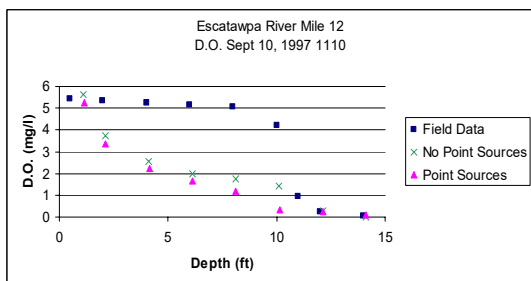 Escatawpa River Mile 12
D.O. Sept 10, 1997 1110
D.O. (mg/l)
6
5
4
3
2
1
0
0 5 10 15
Depth (ft)
Field Data
No Point Sources
Point Sources